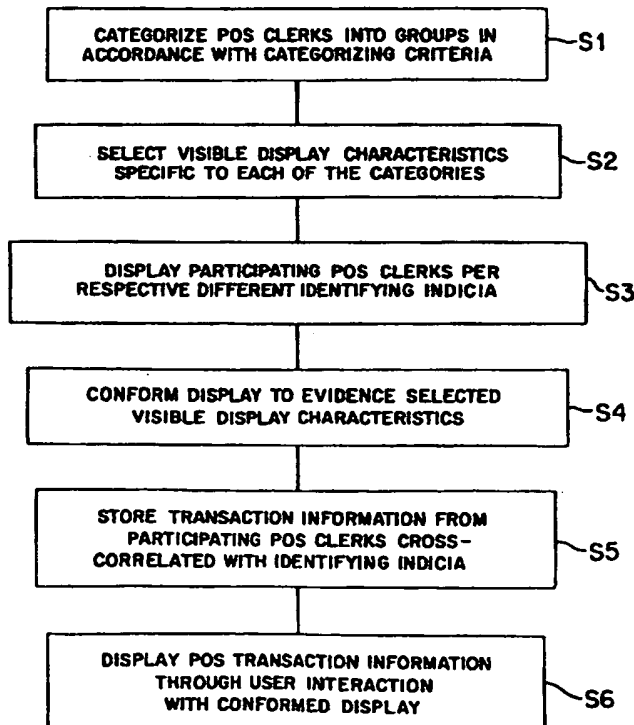 CATEGORIZE POS CLERKS INTO GROUPS IN
ACCORDANCE WITH CATEGORIZING CRITERIA
S1
SELECT VISIBLE DISPLAY CHARACTERISTICS
SPECIFIC TO EACH OF THE CATEGORIES
S2
DISPLAY PARTICIPATING POS CLERKS PER
RESPECTIVE DIFFERENT IDENTIFYING INDICIA
S3
CONFORM DISPLAY TO EVIDENCE SELECTED
VISIBLE DISPLAY CHARACTERISTICS
S4
STORE TRANSACTION INFORMATION FROM
PARTICIPATING POS CLERKS CROSS-
CORRELATED WITH IDENTIFYING INDICIA
S5
DISPLAY POS TRANSACTION INFORMATION
THROUGH USER INTERACTION
WITH CONFORMED DISPLAY
S6